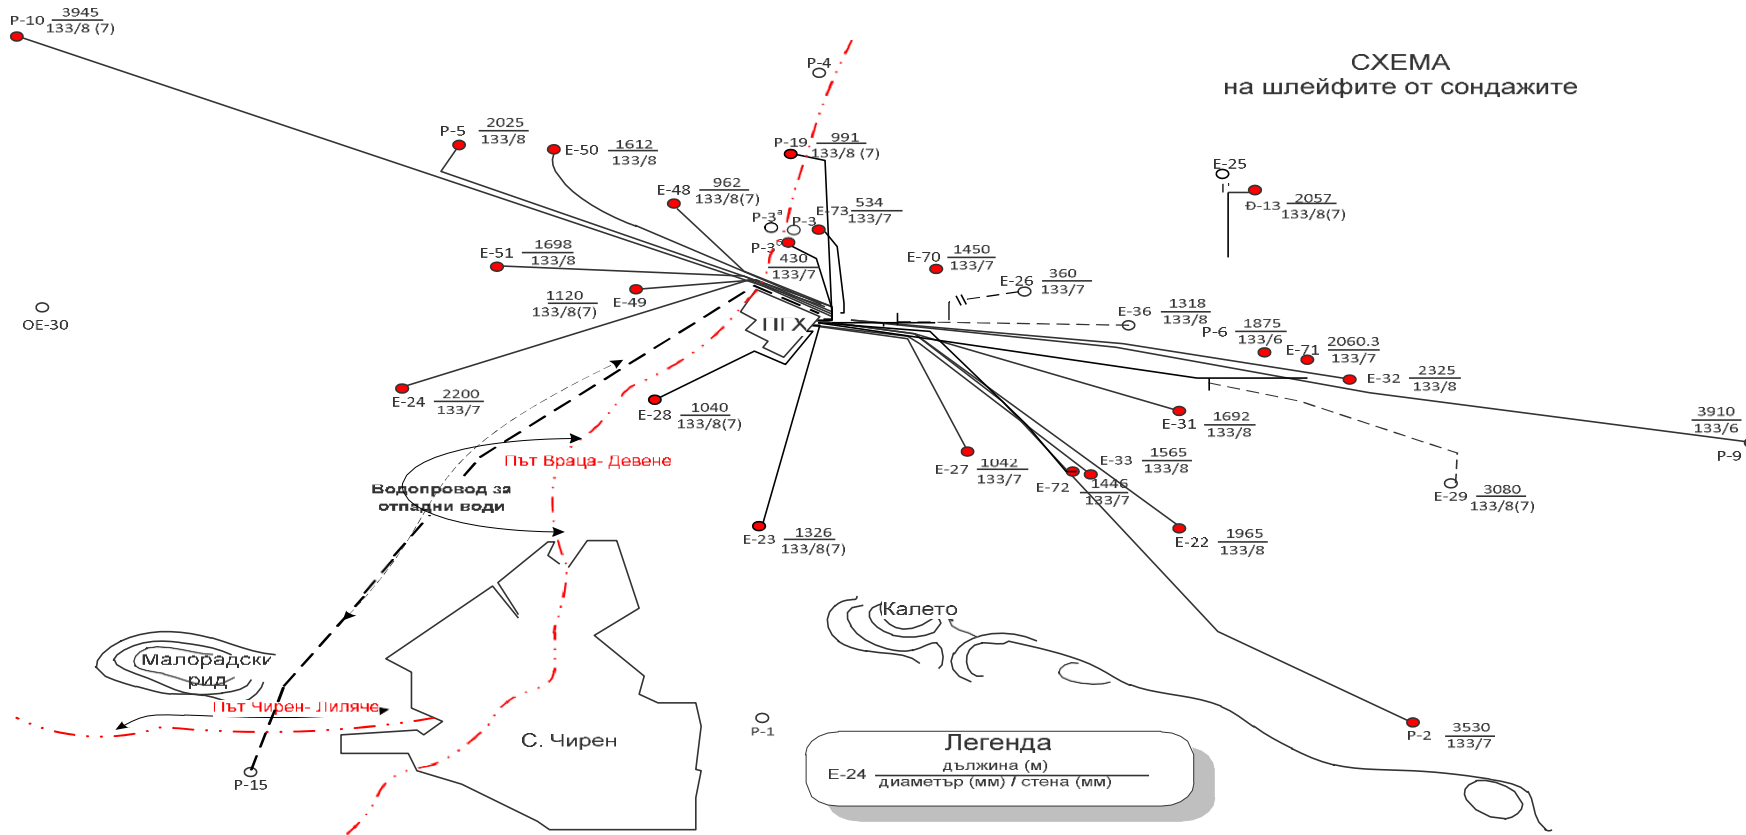 СХЕМА
на шлейфите от сондажите
Р-10 3945
133/8 (7)
Р-4
Р-5 2025
133/8
Е-50 1612
133/8
Р-19 991
133/8 (7)
Е-48 962
133/8(7)
Е-25
Đ-13 2057
133/8(7)
Р-3а
Р-3
Е-73 534
133/7
Р-3б
430
133/7
Е-51 1698
133/8
Е-70 1450
133/7
Е-26 360
133/7
1120
133/8(7)
Е-49
ОЕ-30
ПГХ
Е-36 1318
133/8
Р-6 1875
133/6
Е-71 2060.3
133/7
Е-32 2325
133/8
Е-24 2200
133/7
Е-28 1040
133/8(7)
Е-31 1692
133/8
3910
133/6
Р-9
Път Враца- Девене
Е-27 1042
133/7
Е-33 1565
133/8
Е-72 1446
133/7
Е-29 3080
133/8(7)
Водопровод за
отпадни води
Е-23 1326
133/8(7)
Е-22 1965
133/8
Калето
Малорадски
рид
Път Чирен- Лиляче
С. Чирен
Р-1
Р-2 3530
133/7
Р-15
Легенда
Е-24 дължина (м)
диаметър (мм) / стена (мм)